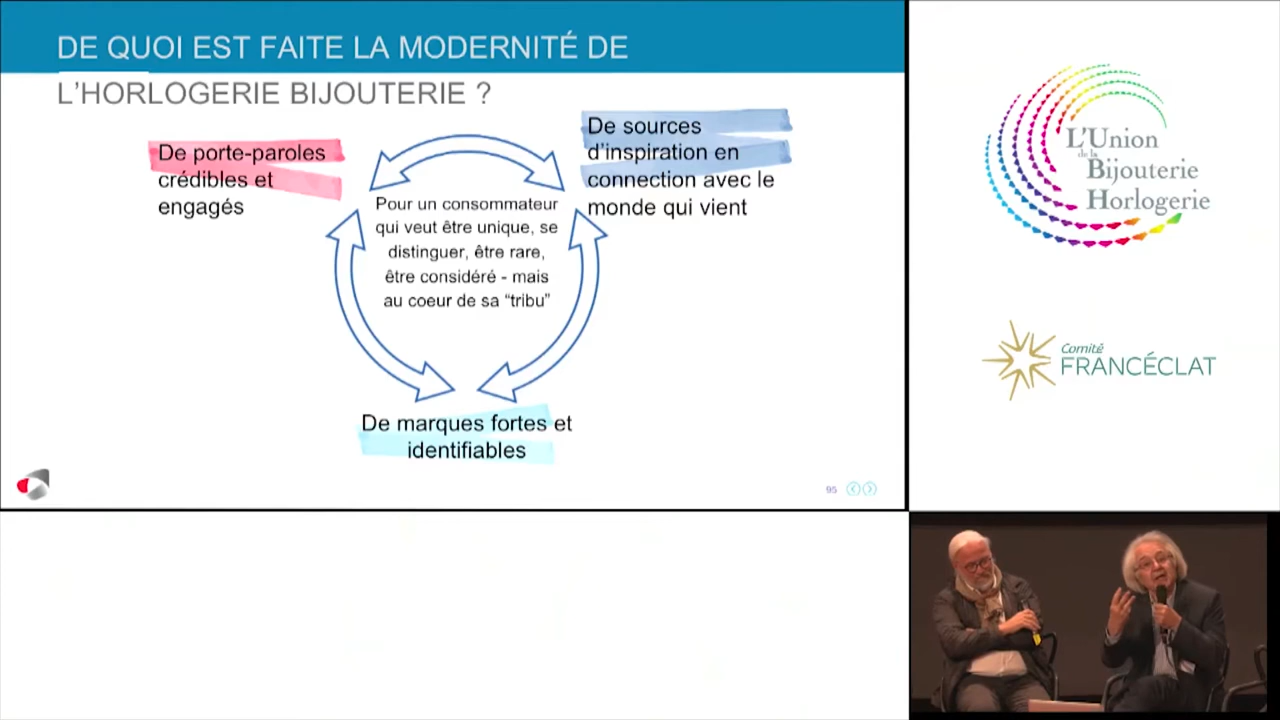 DE QUOI EST FAITE LA MODERNITÉ DE
L'HORLOGERIE BIJOUTERIE ?
De porte-paroles
crédibles et
engagés
De sources
d'inspiration en
connection avec le
monde qui vient
Pour un consommateur
qui veut être unique, se
distinguer, être rare,
être considéré - mais
au coeur de sa “tribu”
De marques fortes et
identifiables
95
L'Union
de la
Bijouterie
Horlogerie
Comité
FRANCÉCLAT